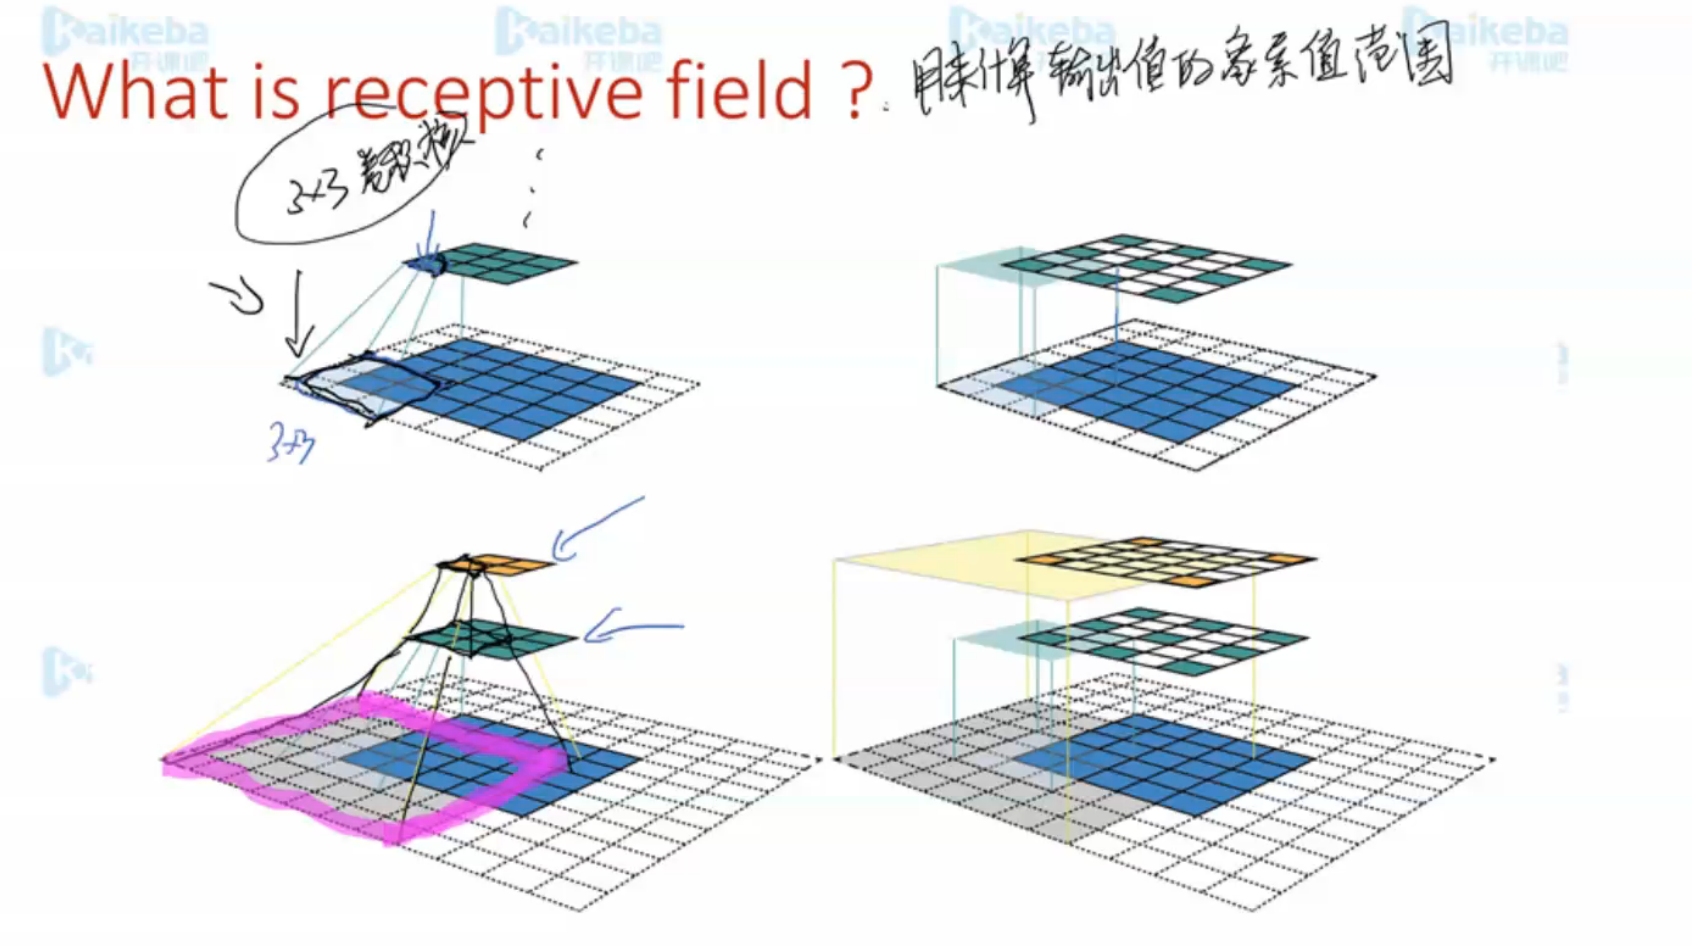 Kaikeba Kaikeba Kaikeba Kaikeba
开课吧 开课吧 开课吧 开课吧
What is receptive field ? 用来计算输出值的象素值范围
3×3 卷积核
3×3